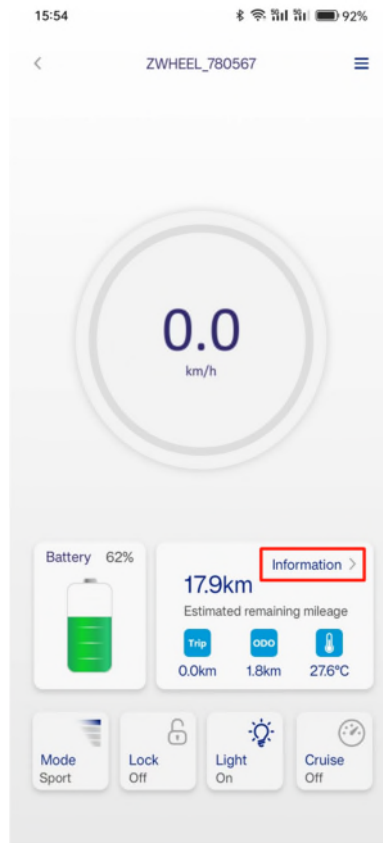 15:54 92%
ZWHEEL_780567
0.0
km/h
Battery 62%
Information >
17.9km
Estimated remaining mileage
Trip ODO
0.0km 1.8km 27.6°C
Mode Lock Light Cruise
Sport Off On Off